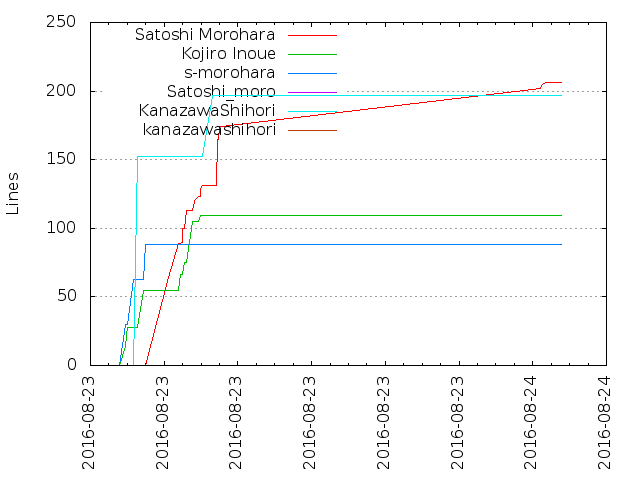 250
200
150
100
50
0
Lines
Satoshi Morohara
Kojiro Inoue
s-morohara
Satoshi_moro
KanazawaShihori
kanazawashihori
2016-08-23
2016-08-23
2016-08-23
2016-08-23
2016-08-23
2016-08-23
2016-08-24
2016-08-24